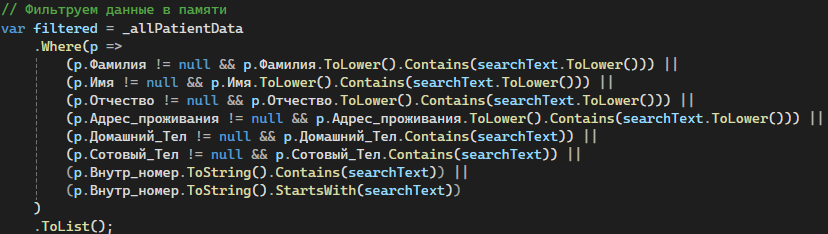 // Фильтруем данные в памяти
var filtered = _allPatientData
.Where(p =>
(p.Фамилия != null && p.Фамилия.ToLower().Contains(searchText.ToLower())) ||
(p.Имя != null && p.Имя.ToLower().Contains(searchText.ToLower())) ||
(p.Отчество != null && p.Отчество.ToLower().Contains(searchText.ToLower())) ||
(p.Адрес_проживания != null && p.Адрес_проживания.ToLower().Contains(searchText.ToLower())) ||
(p.Домашний_Тел != null && p.Домашний_Тел.Contains(searchText)) ||
(p.Сотовый_Тел != null && p.Сотовый_Тел.Contains(searchText)) ||
(p.Внутр_номер.ToString().Contains(searchText)) ||
(p.Внутр_номер.ToString().StartsWith(searchText))
)
.ToList();